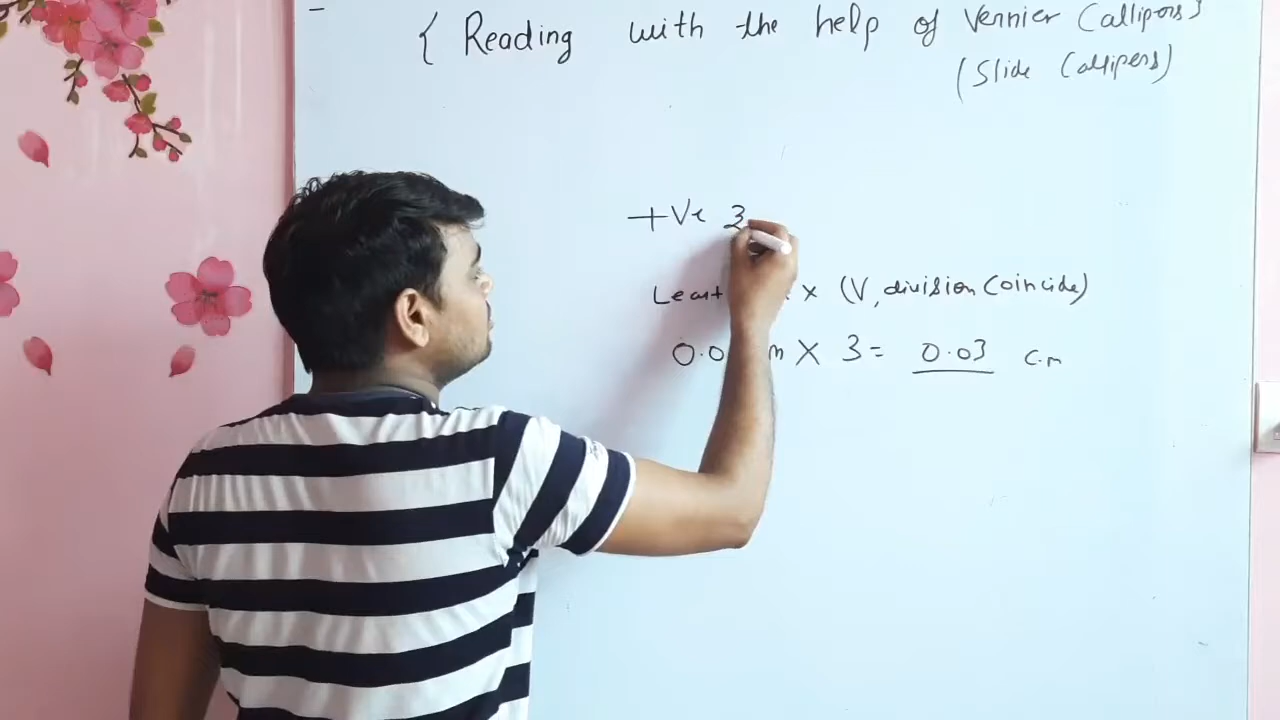 { Reading with the help of Vernier Callipers}
(Slide Callipers)
+Ve 3
Least x (V, division Coincide)
0.0 m X 3 = 0.03 c.m